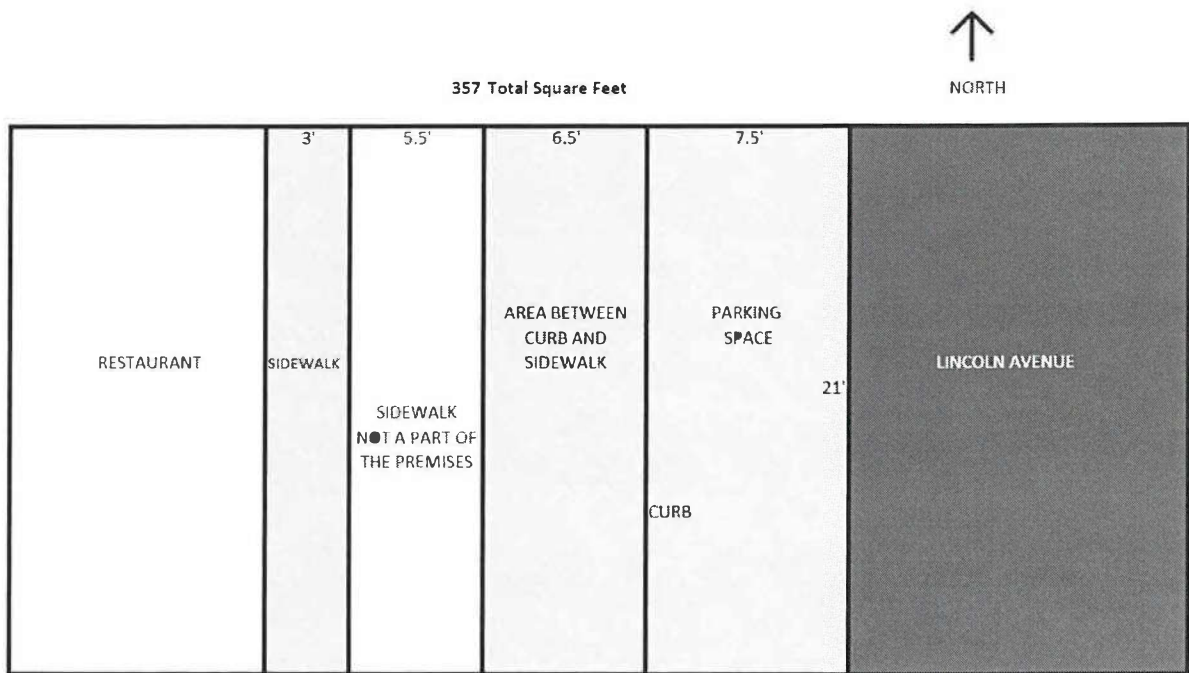 357 Total Square Feet
NORTH
3'
5.5'
6.5'
7.5'
RESTAURANT
SIDEWALK
SIDEWALK
NOT A PART OF
THE PREMISES
AREA BETWEEN
CURB AND
SIDEWALK
PARKING
SPACE
21'
CURB
LINCOLN AVENUE